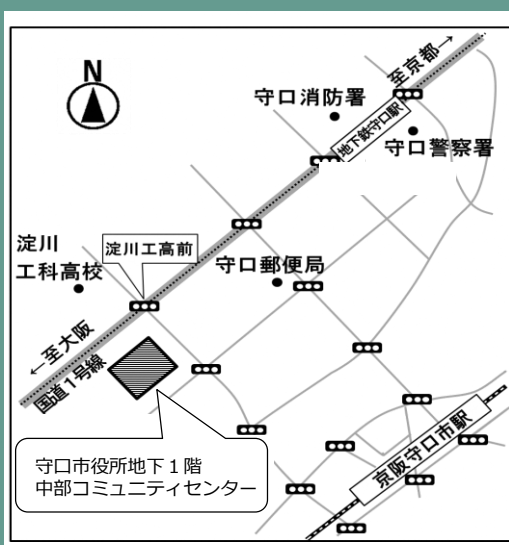 N
至京都→
守口消防署
地下鉄守口駅
守口警察署
淀川
工科高校
淀川工高前
守口郵便局
←至大阪
国道1号線
京阪守口市駅
守口市役所地下1階
中部コミュニティセンター